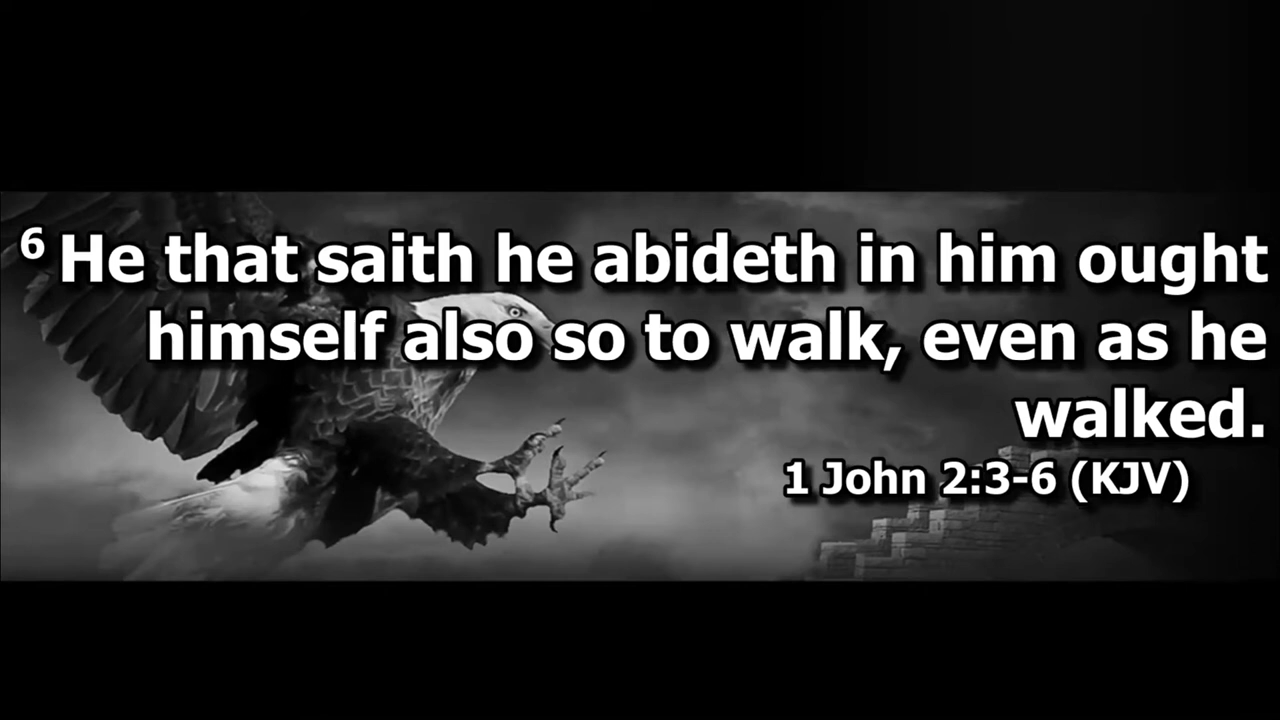 6 He that saith he abideth in him ought
himself also so to walk, even as he
walked.
1 John 2:3-6 (KJV)